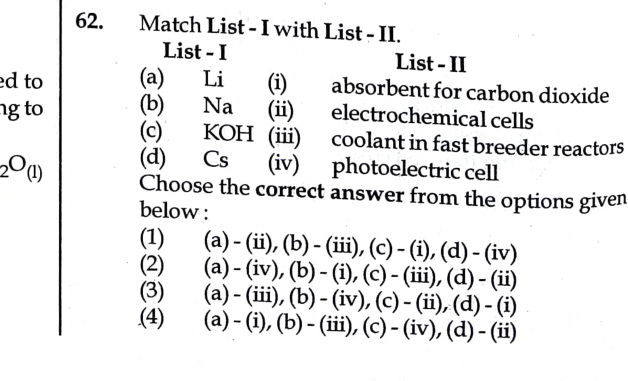 62. Match List - I with List - II.
List - I List - II
(a) Li (i) absorbent for carbon dioxide
(b) Na (ii) electrochemical cells
(c) KOH (iii) coolant in fast breeder reactors
(d) Cs (iv) photoelectric cell
Choose the correct answer from the options given
below :
(1) (a) - (ii), (b) - (iii), (c) - (i), (d) - (iv)
(2) (a) - (iv), (b) - (i), (c) - (iii), (d) - (ii)
(3) (a) - (iii), (b) - (iv), (c) - (ii), (d) - (i)
(4) (a) - (i), (b) - (iii), (c) - (iv), (d) - (ii)
ed to
ng to
₂O(l)